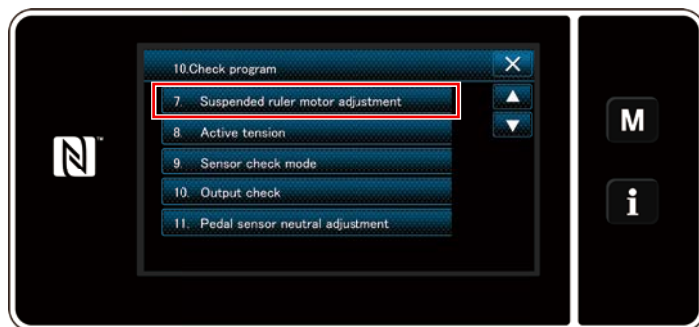 10.Check program
7. Suspended ruler motor adjustment
8. Active tension
9. Sensor check mode
10. Output check
11. Pedal sensor neutral adjustment
M
i